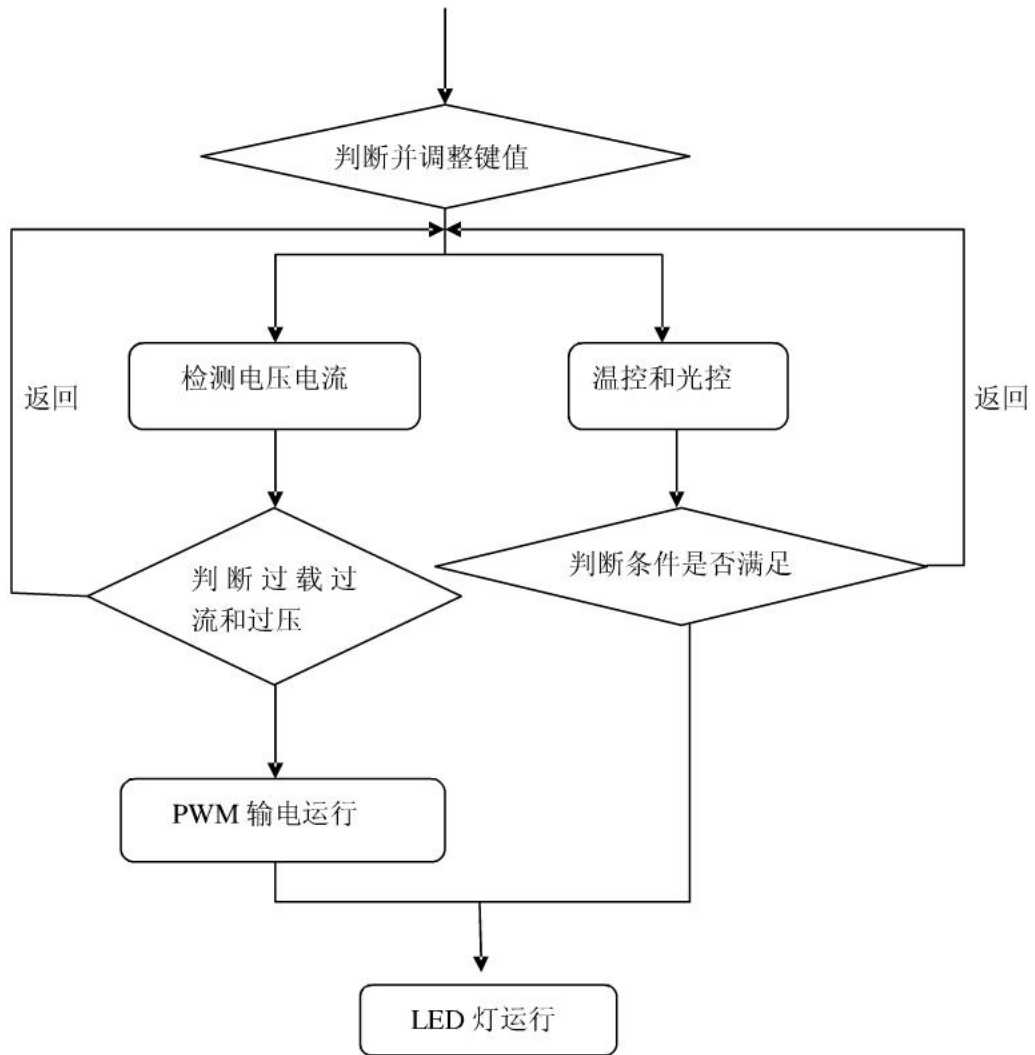 判断并调整键值
检测电压电流
温控和光控
返回
返回
判断条件是否满足
判断过载过
流和过压
PWM 输电运行
LED 灯运行